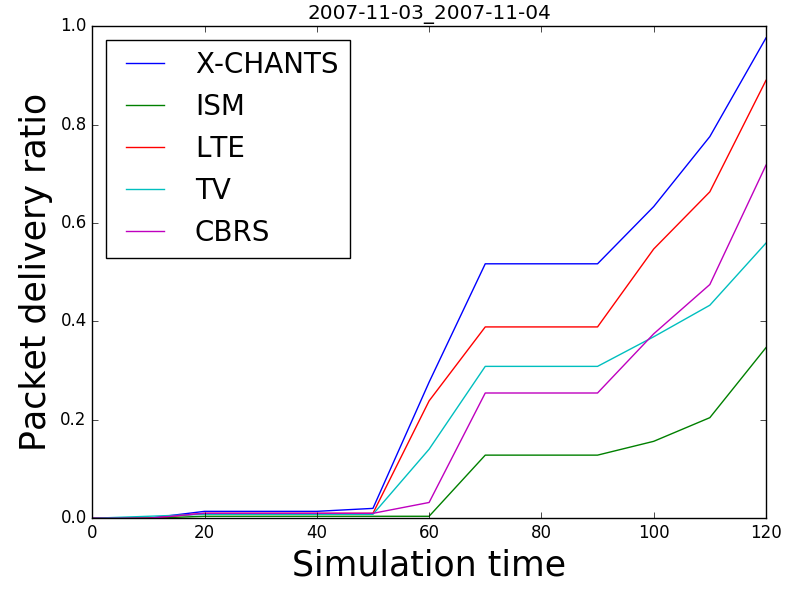 2007-11-03_2007-11-04
1.0
0.8
0.6
0.4
0.2
0.0
Packet delivery ratio
X-CHANTS
ISM
LTE
TV
CBRS
0 20 40 60 80 100 120
Simulation time